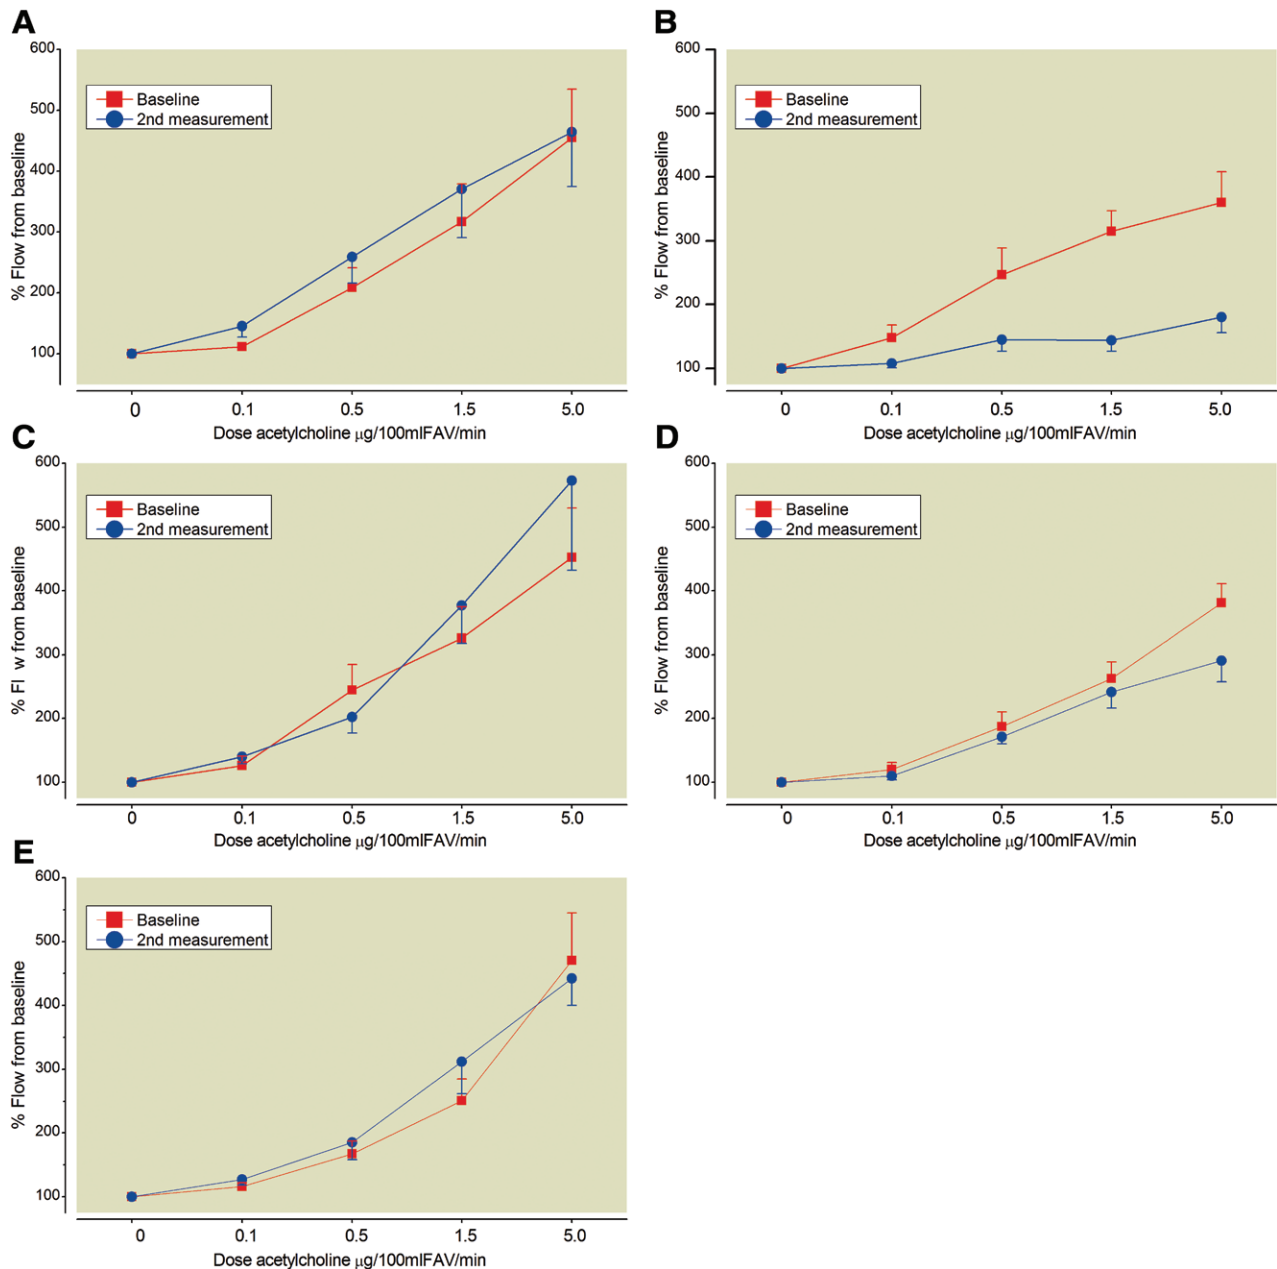 A
600
500
400
300
200
100
% Flow from baseline
Baseline
2nd measurement
0 0.1 0.5 1.5 5.0
Dose acetylcholine μg/100mlFAV/min
B
600
500
400
300
200
100
% Flow from baseline
Baseline
2nd measurement
0 0.1 0.5 1.5 5.0
Dose acetylcholine μg/100mlFAV/min
C
600
500
400
300
200
100
% Fl w from baseline
Baseline
2nd measurement
0 0.1 0.5 1.5 5.0
Dose acetylcholine μg/100mlFAV/min
D
600
500
400
300
200
100
% Flow from baseline
Baseline
2nd measurement
0 0.1 0.5 1.5 5.0
Dose acetylcholine μg/100mlFAV/min
E
600
500
400
300
200
100
% Flow from baseline
Baseline
2nd measurement
0 0.1 0.5 1.5 5.0
Dose acetylcholine μg/100mlFAV/min